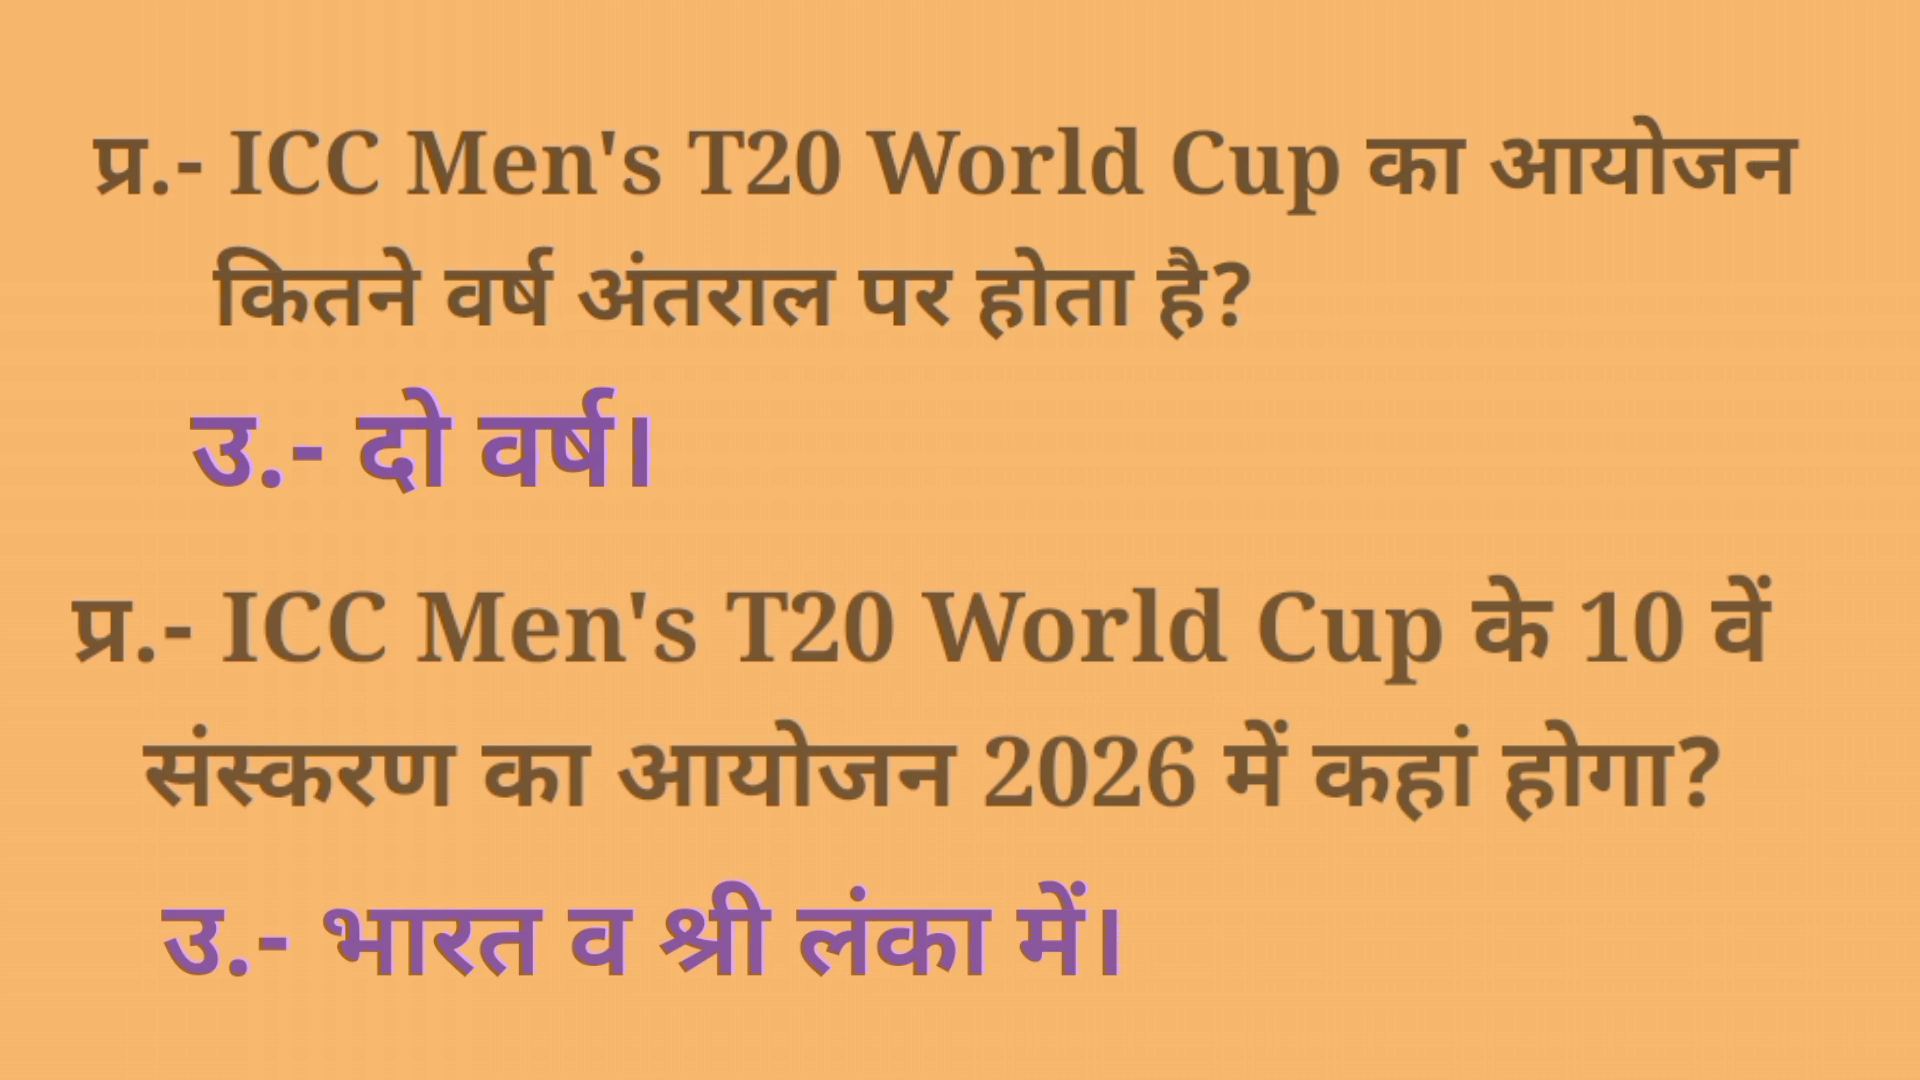 प्र.- ICC Men's T20 World Cup का आयोजन
कितने वर्ष अंतराल पर होता है?
उ.- दो वर्ष।
प्र.- ICC Men's T20 World Cup के 10 वें
संस्करण का आयोजन 2026 में कहां होगा?
उ.- भारत व श्री लंका में।